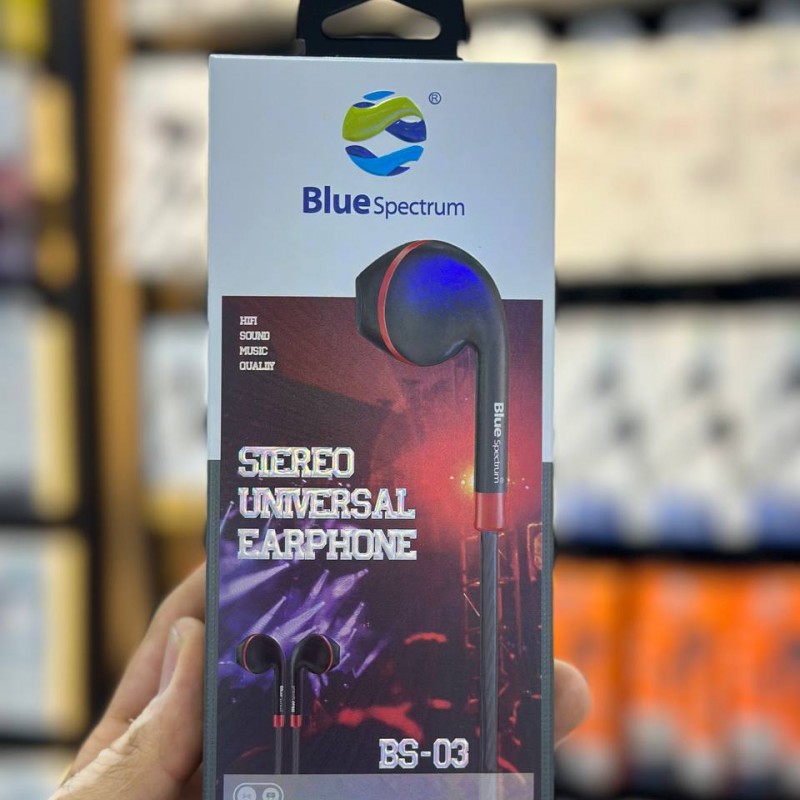 ®
Blue Spectrum
HIFI
SOUND
MUSIC
QUALITY
Blue Spectrum
STEREO
UNIVERSAL
EARPHONE
BS-03